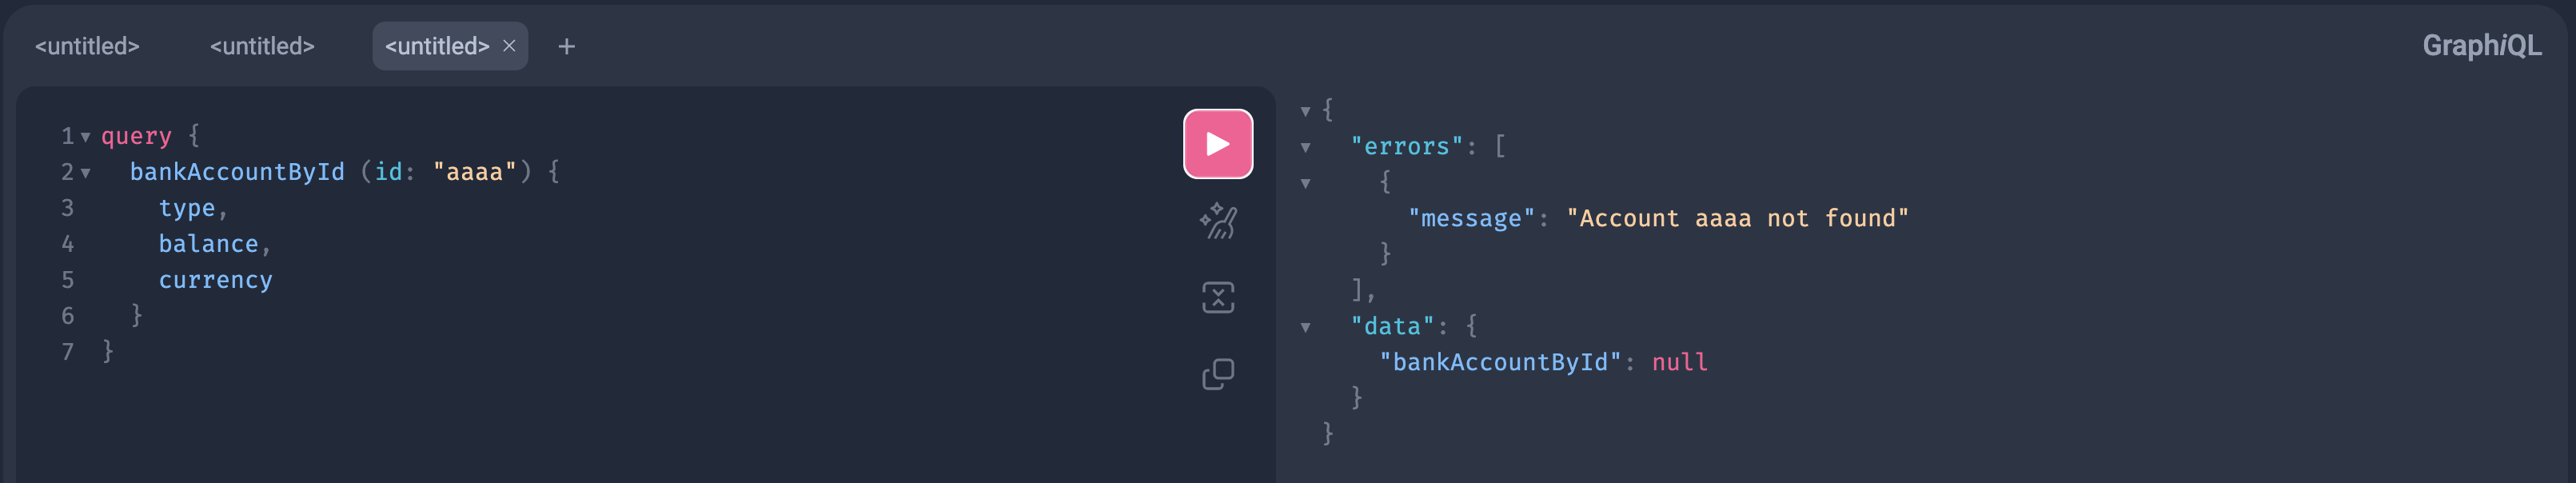 <untitled> <untitled> <untitled> × +
GraphiQL
1 query {
2 bankAccountById (id: "aaaa") {
3 type,
4 balance,
5 currency
6 }
7 }
{
"errors": [
{
"message": "Account aaaa not found"
}
],
"data": {
"bankAccountById": null
}
}